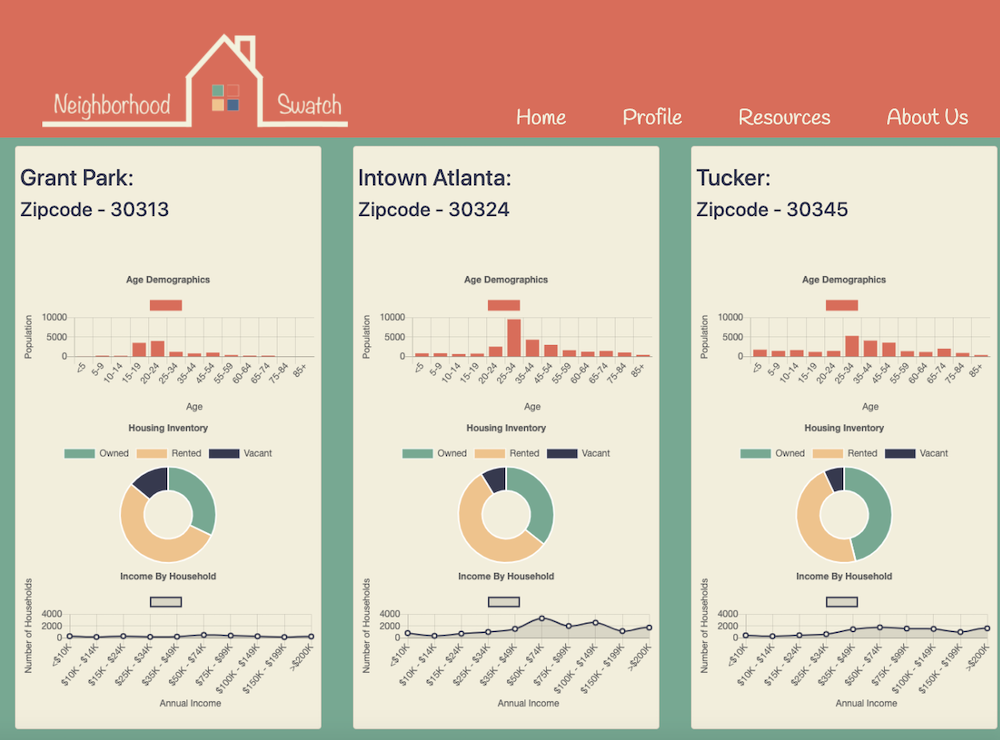 Neighborhood Swatch
Home Profile Resources About Us
Grant Park:
Zipcode - 30313
Age Demographics
Population
10000
5000
0
<5 5-9 10-14 15-19 20-24 25-34 35-44 45-54 55-59 60-64 65-74 75-84 85+
Age
Housing Inventory
Owned Rented Vacant
Income By Household
Number of Households
4000
2000
0
<$10K $10K - $14K $15K - $24K $25K - $34K $35K - $49K $50K - $74K $75K - $99K $100K - $149K $150K - $199K >$200K
Annual Income
Intown Atlanta:
Zipcode - 30324
Age Demographics
Population
10000
5000
0
<5 5-9 10-14 15-19 20-24 25-34 35-44 45-54 55-59 60-64 65-74 75-84 85+
Age
Housing Inventory
Owned Rented Vacant
Income By Household
Number of Households
4000
2000
0
<$10K $10K - $14K $15K - $24K $25K - $34K $35K - $49K $50K - $74K $75K - $99K $100K - $149K $150K - $199K >$200K
Annual Income
Tucker:
Zipcode - 30345
Age Demographics
Population
10000
5000
0
<5 5-9 10-14 15-19 20-24 25-34 35-44 45-54 55-59 60-64 65-74 75-84 85+
Age
Housing Inventory
Owned Rented Vacant
Income By Household
Number of Households
4000
2000
0
<$10K $10K - $14K $15K - $24K $25K - $34K $35K - $49K $50K - $74K $75K - $99K $100K - $149K $150K - $199K >$200K
Annual Income